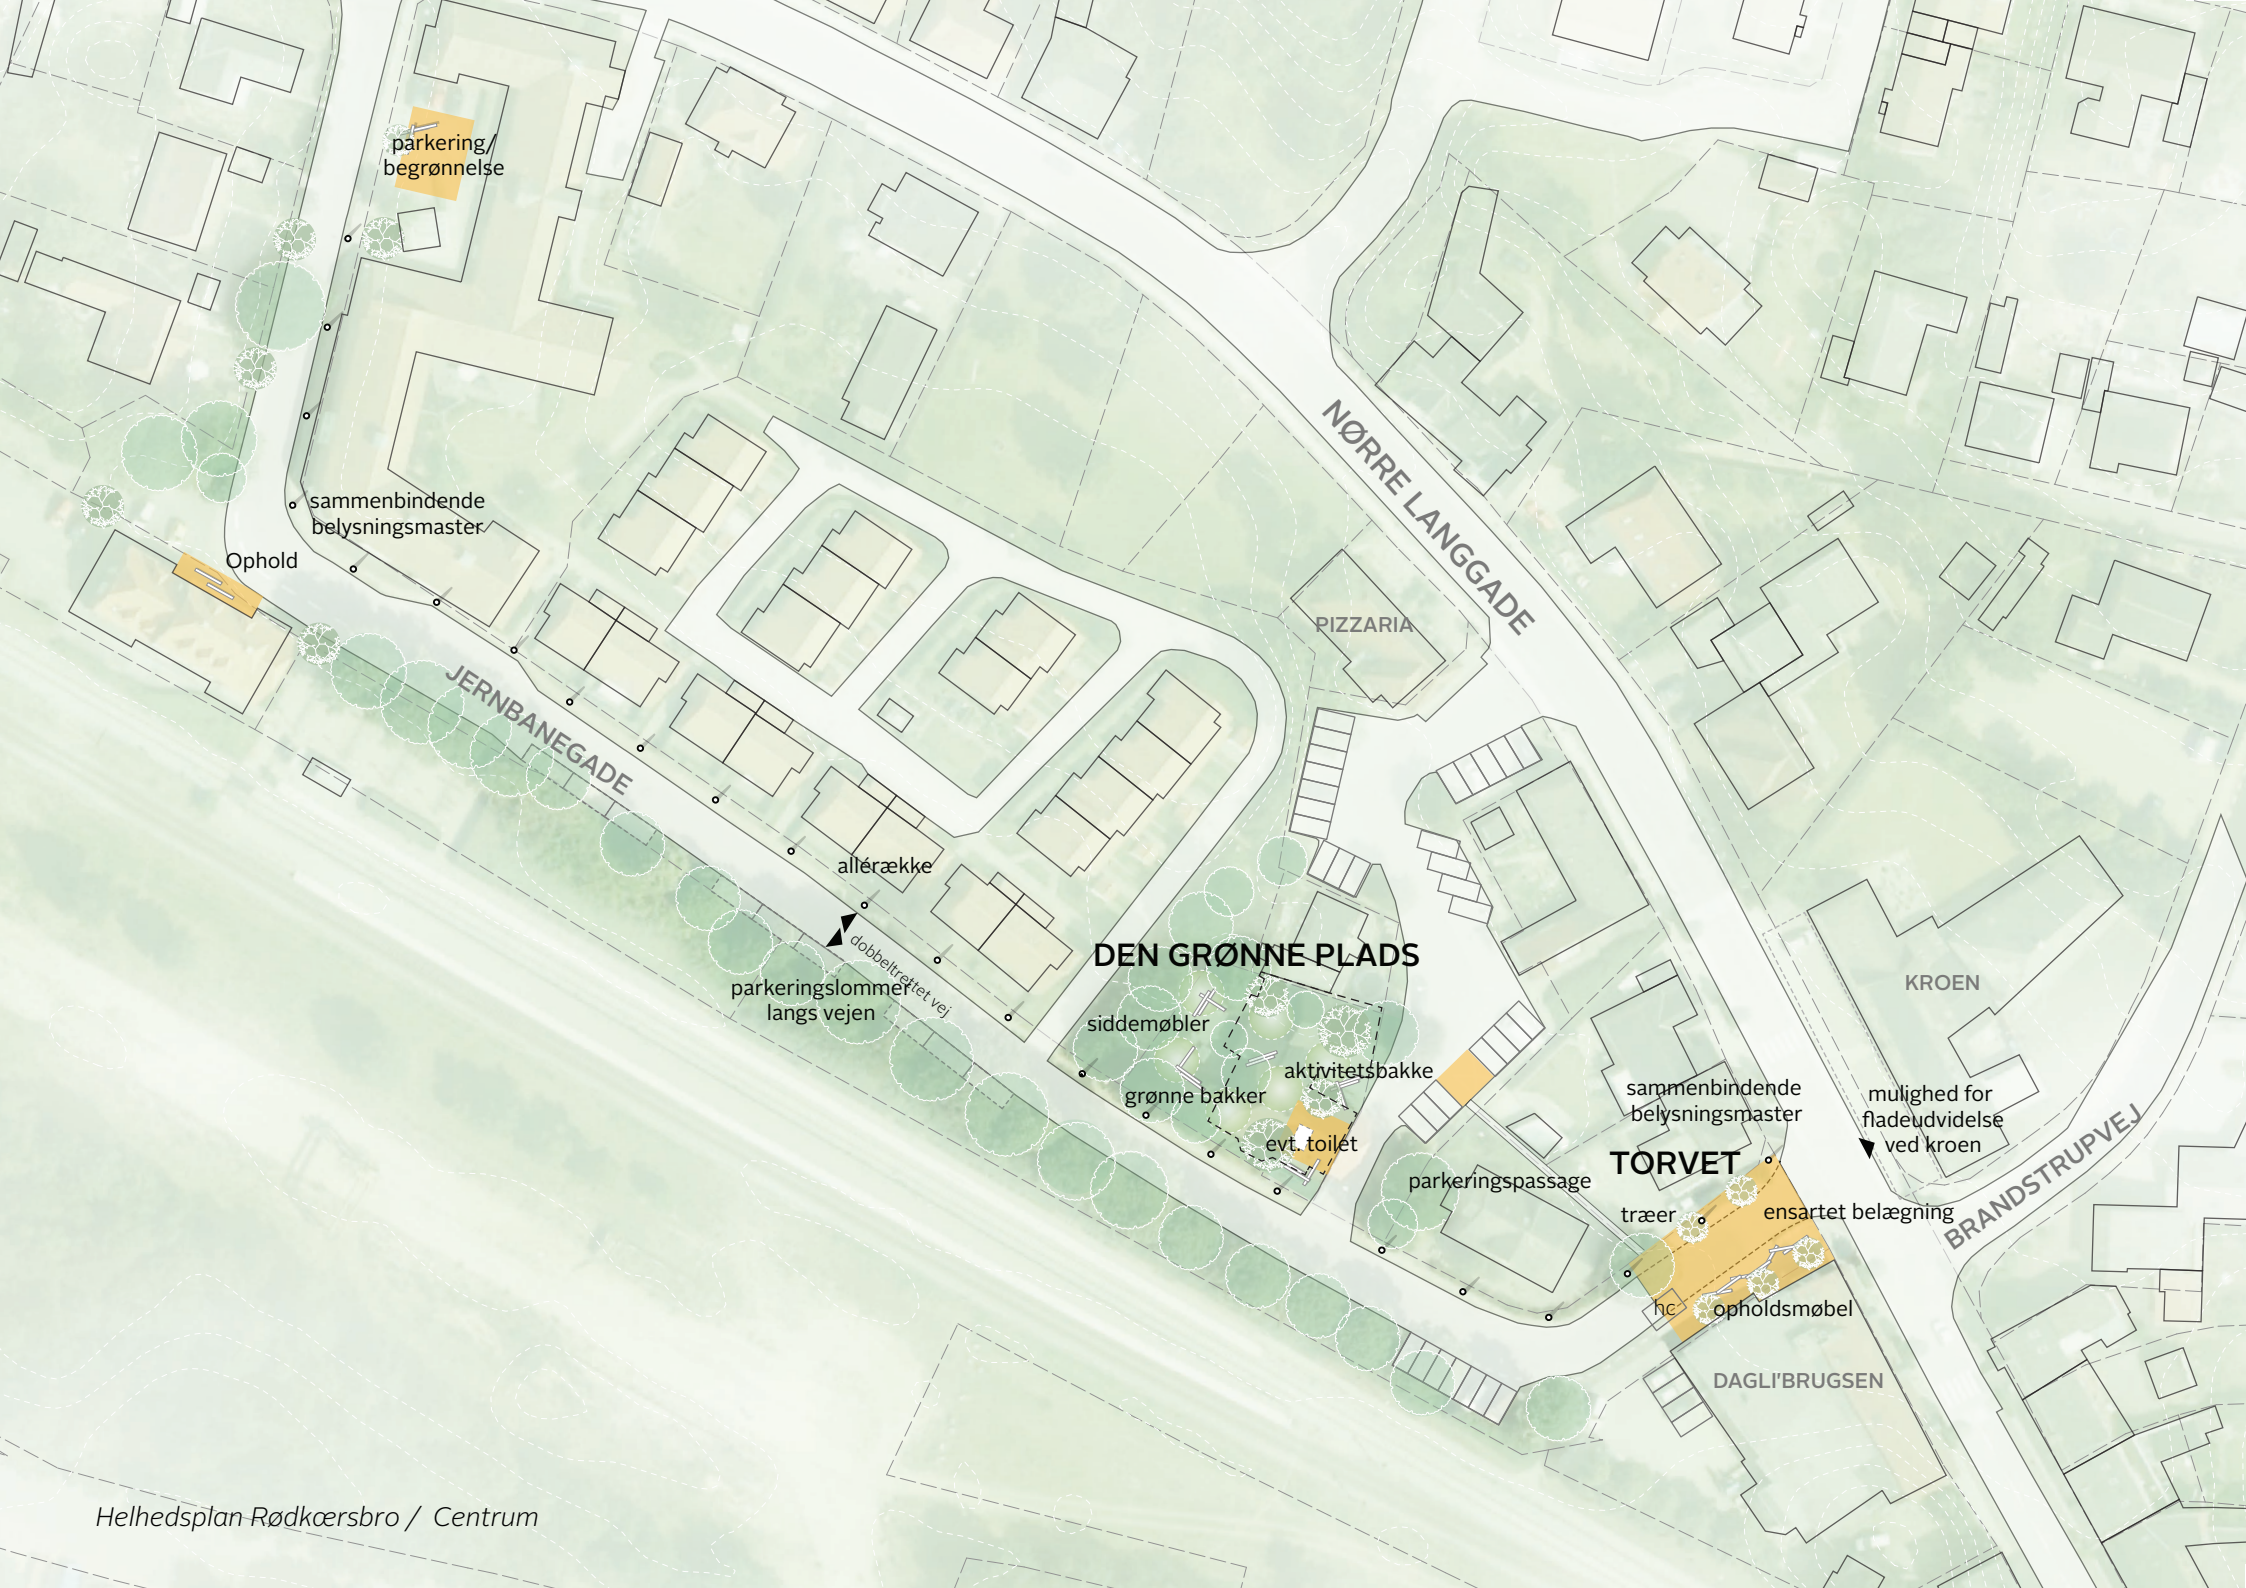 parkering/
begrønnelse
sammenbindende
belysningsmaster
Ophold
NØRRE LANGGADE
PIZZARIA
JERNBANEGADE
allérække
dobbeltrettet vej
parkeringslommer
langs vejen
DEN GRØNNE PLADS
siddemøbler
aktivitetsbakke
grønne bakker
evt. toilet
KROEN
sammenbindende
belysningsmaster
mulighed for
fladeudvidelse
ved kroen
TORVET
parkeringspassage
træer
ensartet belægning
BRANDSTRUPVEJ
hc
opholdsmøbel
DAGLI'BRUGSEN
Helhedsplan Rødkærsbro / Centrum